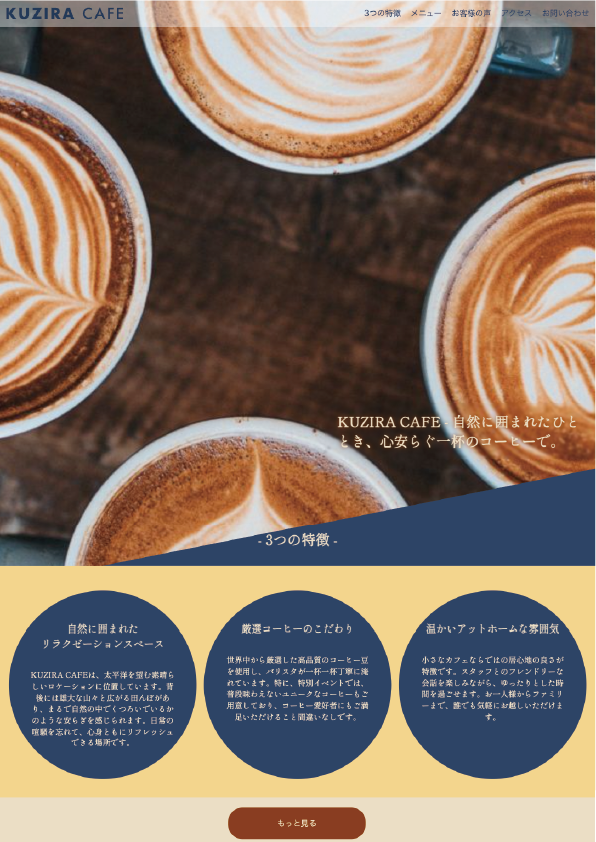 KUZIRA CAFE
3つの特徴 メニュー お客様の声 アクセス お問い合わせ
KUZIRA CAFE - 自然に囲まれたひと
とき、心安らぐ一杯のコーヒーで。
- 3つの特徴 -
自然に囲まれた
リラクゼーションスペース
KUZIRA CAFEは、太平洋を望む素晴ら
しいロケーションに位置しています。背
後には雄大な山々と広がる田んぼがあ
り、まるで自然の中でくつろいでいるか
のような安らぎを感じられます。日常の
喧騒を忘れて、心身ともにリフレッシュ
できる場所です。
厳選コーヒーのこだわり
世界中から厳選した高品質のコーヒー豆
を使用し、バリスタが一杯一杯丁寧に淹
れています。特に、特別イベントでは、
普段味わえないユニークなコーヒーもご
用意しており、コーヒー愛好者にもご満
足いただけること間違いなしです。
温かいアットホームな雰囲気
小さなカフェならではの居心地の良さが
特徴です。スタッフとのフレンドリーな
会話を楽しみながら、ゆったりとした時
間を過ごせます。お一人様からファミリ
ーまで、誰でも気軽にお越しいただけま
す。
もっと見る